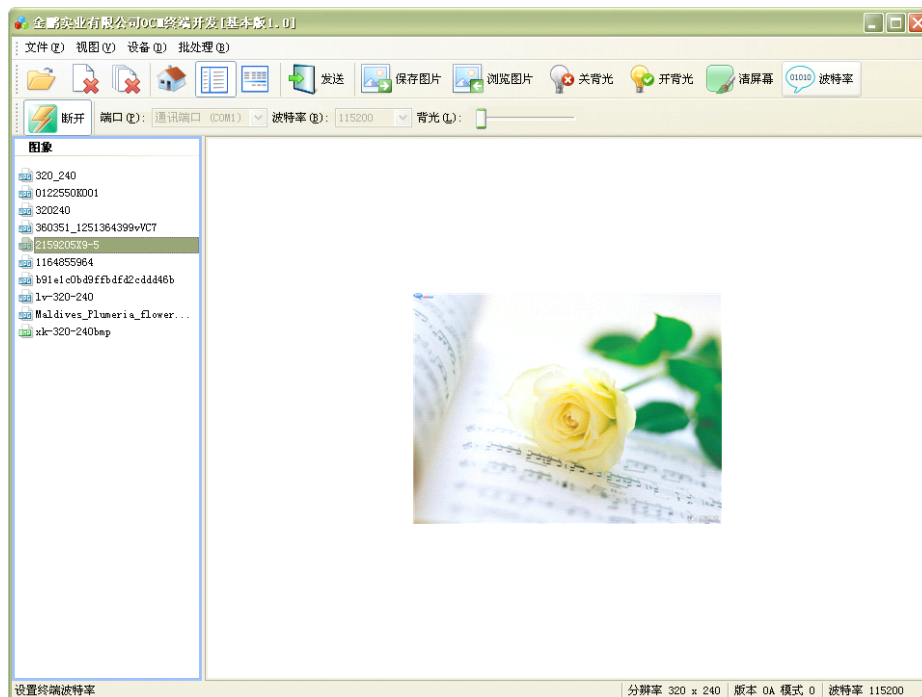 金鹏实业有限公司OCM终端开发[基本版1.0]
文件(F) 视图(V) 设备(D) 批处理(B)
发送 保存图片 浏览图片 关背光 开背光 清屏幕 01010 波特率
断开 端口(P): 通讯端口 (COM1) 波特率(B): 115200 背光(L):
图象
320_240
0122550K001
320240
360351_1251364399vVC7
2159205X9-5
1164855964
b91e1c0bd9ffbdfd2cddd46b
lv-320-240
Maldives_Plumeria_flower...
xk-320-240bmp
设置终端波特率 分辨率 320 x 240 版本 0A 模式 0 波特率 115200